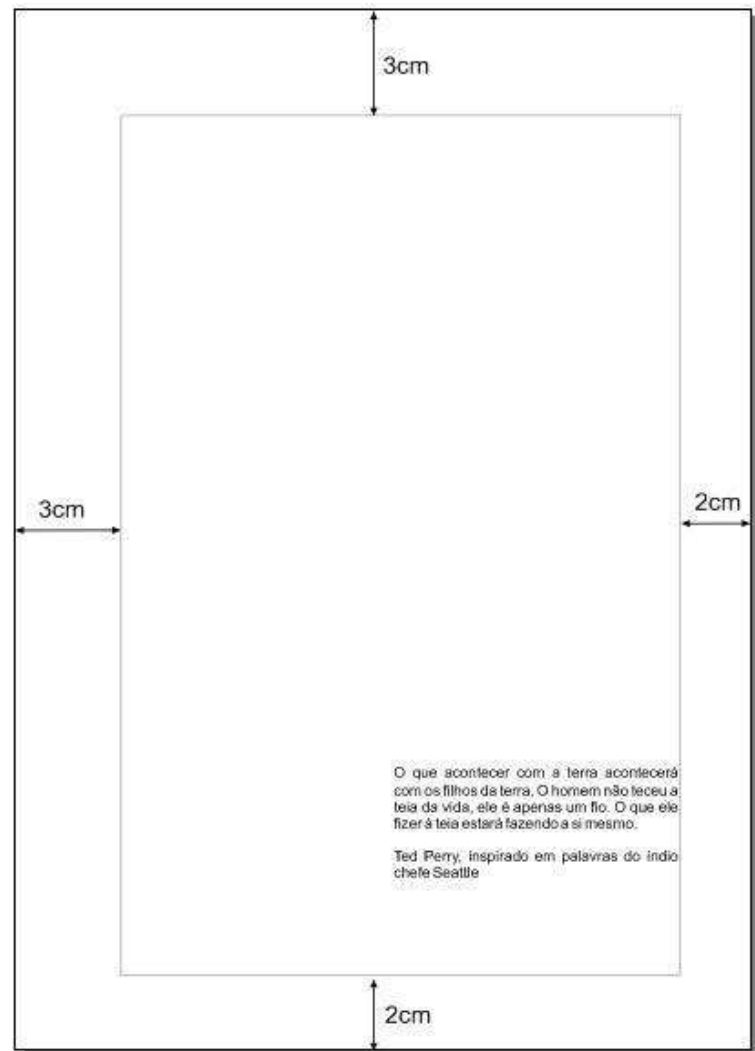 3cm
3cm
2cm
O que acontecer com a terra acontecerá
com os filhos da terra. O homem não teceu a
teia da vida, ele é apenas um fio. O que ele
fizer à teia estará fazendo a si mesmo.
Ted Perry, inspirado em palavras do índio
chefe Seattle
2cm